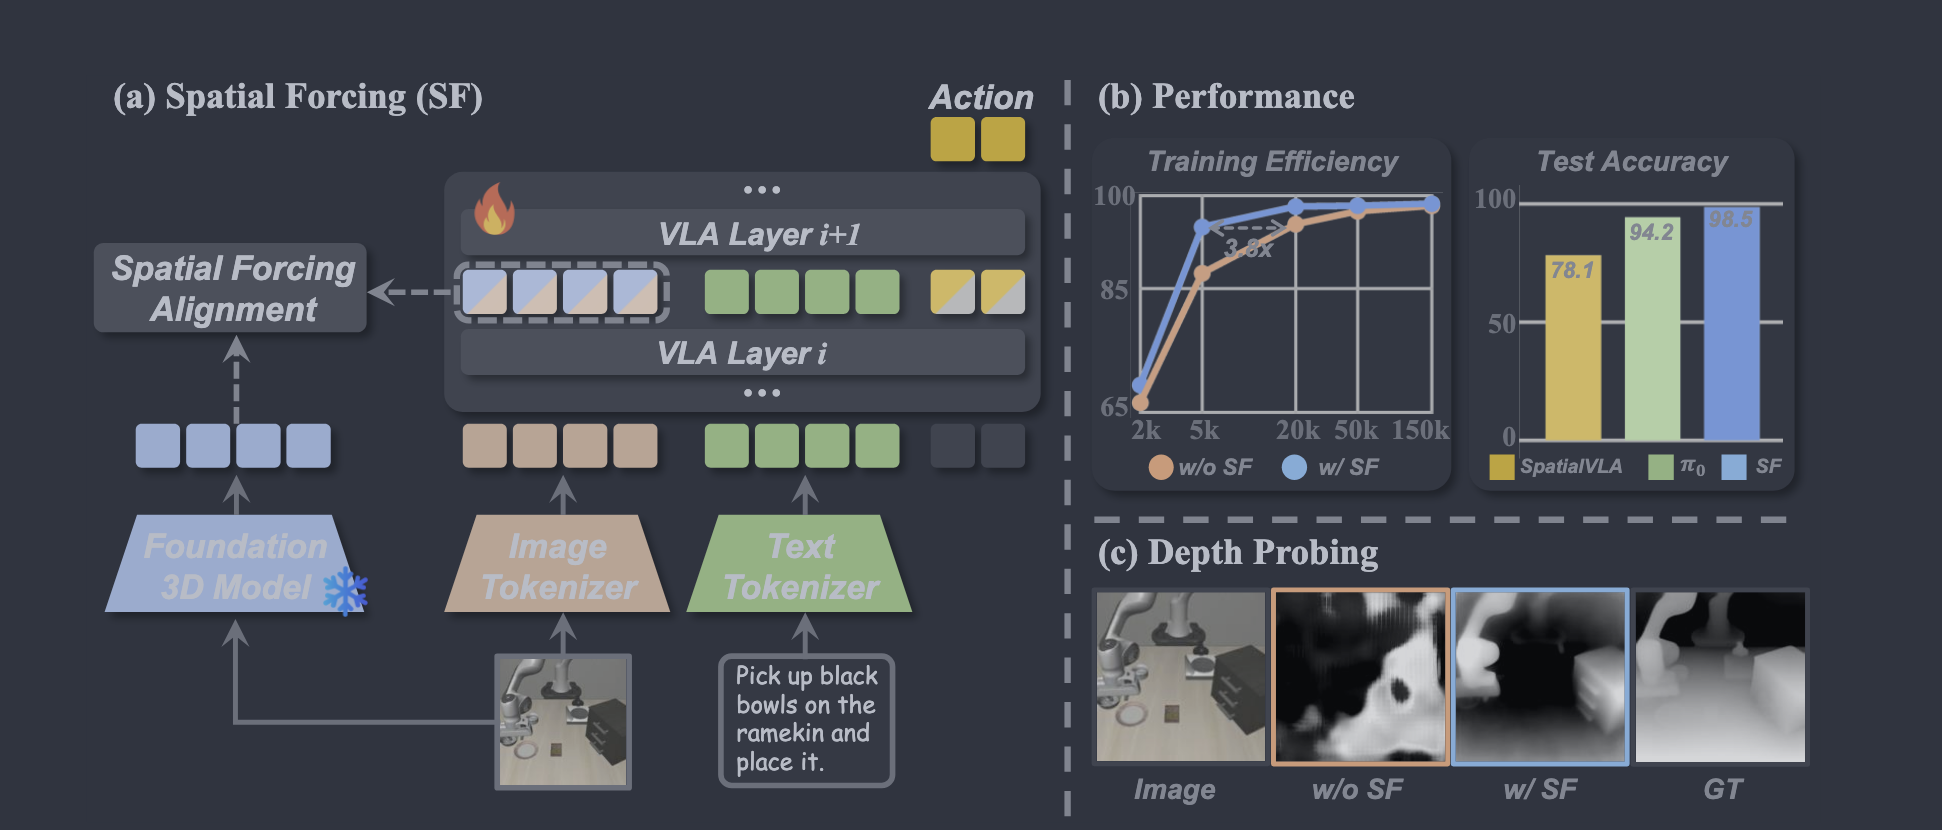 (a) Spatial Forcing (SF)
Action
...
VLA Layer i+1
Spatial Forcing
Alignment
VLA Layer i
...
Foundation
3D Model
Image
Tokenizer
Text
Tokenizer
Pick up black
bowls on the
ramekin and
place it.
(b) Performance
Training Efficiency
100
85
65
3.8x
2k 5k 20k 50k 150k
w/o SF w/ SF
Test Accuracy
100
50
0
78.1
94.2
98.5
SpatialVLA π₀ SF
(c) Depth Probing
Image w/o SF w/ SF GT